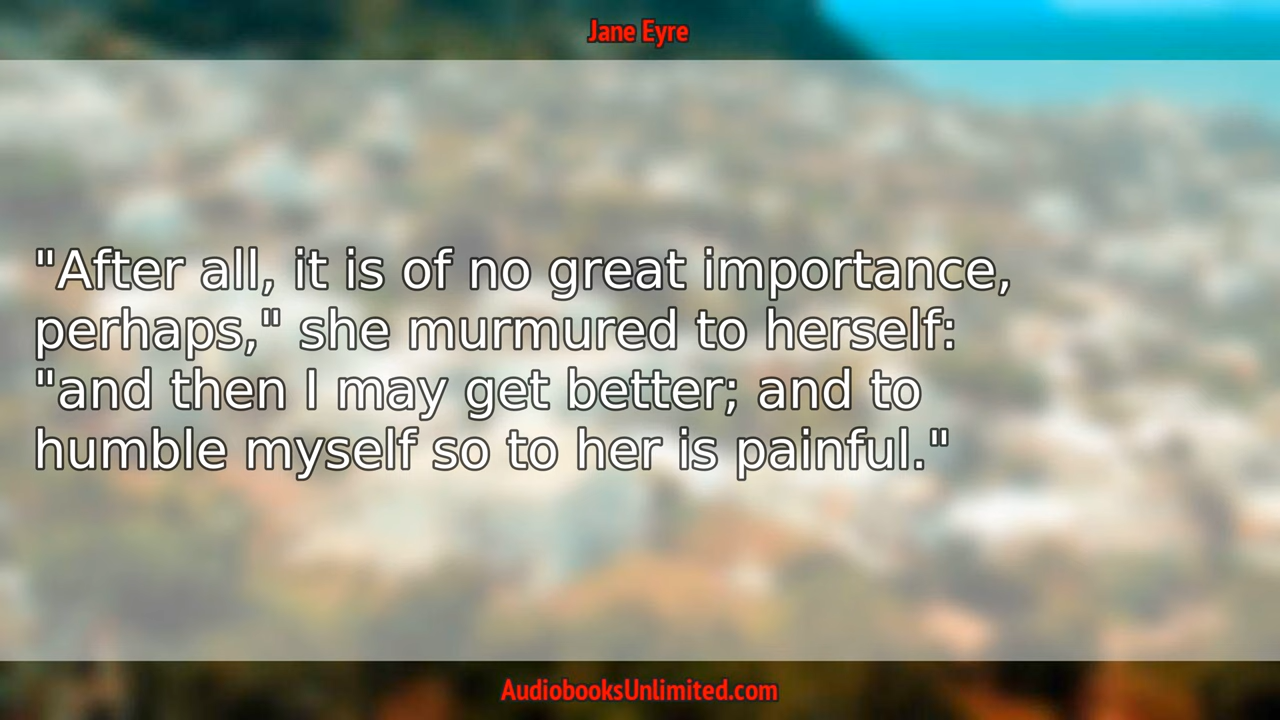 Jane Eyre
"After all, it is of no great importance,
perhaps," she murmured to herself:
"and then I may get better; and to
humble myself so to her is painful."
AudiobooksUnlimited.com